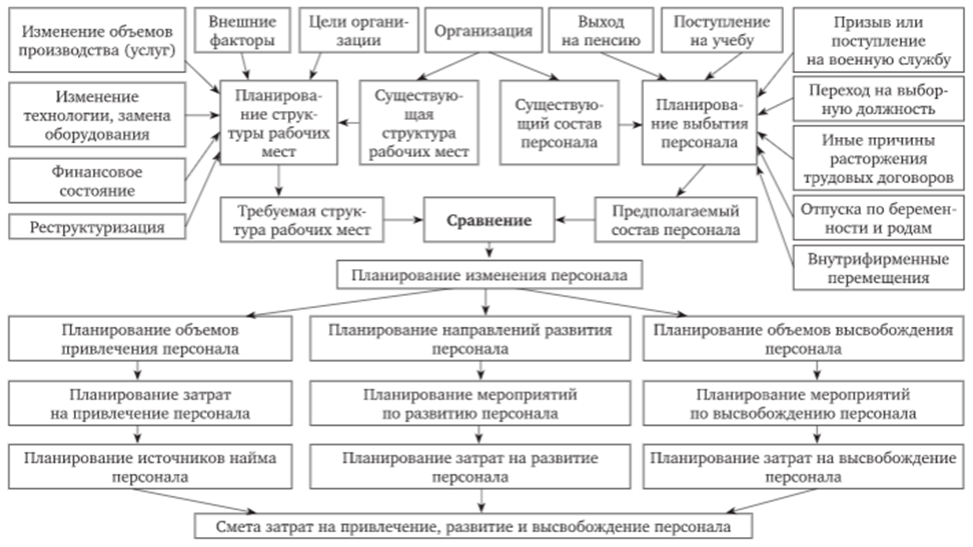 Изменение объемов
производства (услуг)
Внешние
факторы
Цели органи-
зации
Организация
Выход
на пенсию
Поступление
на учебу
Призыв или
поступление
на военную службу
Изменение
технологии, замена
оборудования
Планирова-
ние струк-
туры рабочих
мест
Существую-
щая
структура
рабочих мест
Существую-
щий состав
персонала
Планирова-
ние выбытия
персонала
Переход на выбор-
ную должность
Иные причины
расторжения
трудовых договоров
Финансовое
состояние
Реструктуризация
Требуемая струк-
тура рабочих мест
Сравнение
Предполагаемый
состав персонала
Отпуска по беремен-
ности и родам
Внутрифирменные
перемещения
Планирование изменения персонала
Планирование объемов
привлечения персонала
Планирование направлений развития
персонала
Планирование объемов высвобождения
персонала
Планирование затрат
на привлечение персонала
Планирование мероприятий
по развитию персонала
Планирование мероприятий
по высвобождению персонала
Планирование источников найма
персонала
Планирование затрат на развитие
персонала
Планирование затрат на высвобождение
персонала
Смета затрат на привлечение, развитие и высвобождение персонала